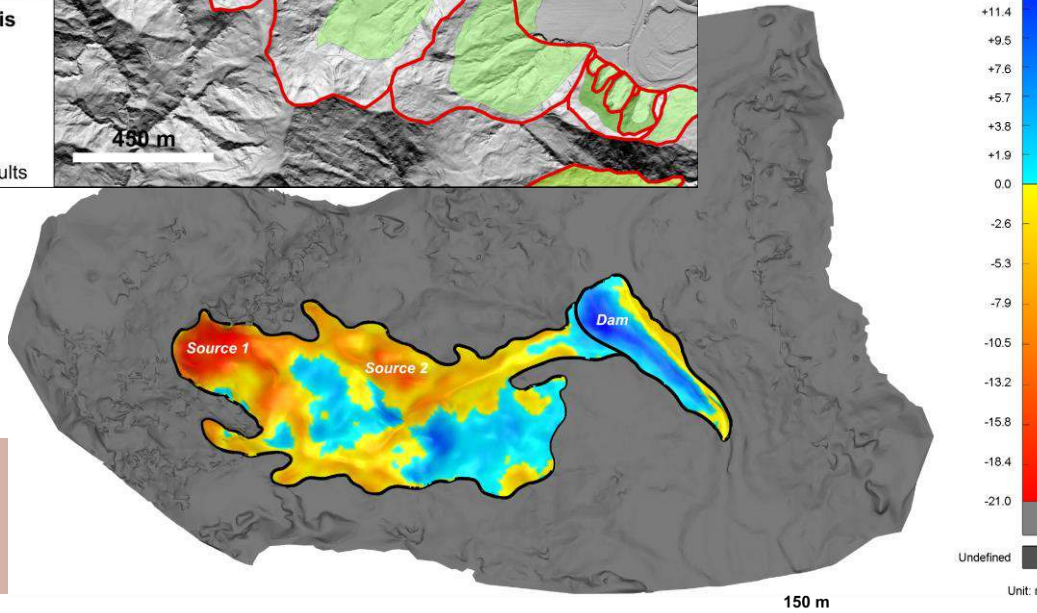 is
ults
450 m
+11.4
+9.5
+7.6
+5.7
+3.8
+1.9
0.0
-2.6
-5.3
-7.9
-10.5
-13.2
-15.8
-18.4
-21.0
Undefined
Unit:
Source 1
Source 2
Dam
150 m